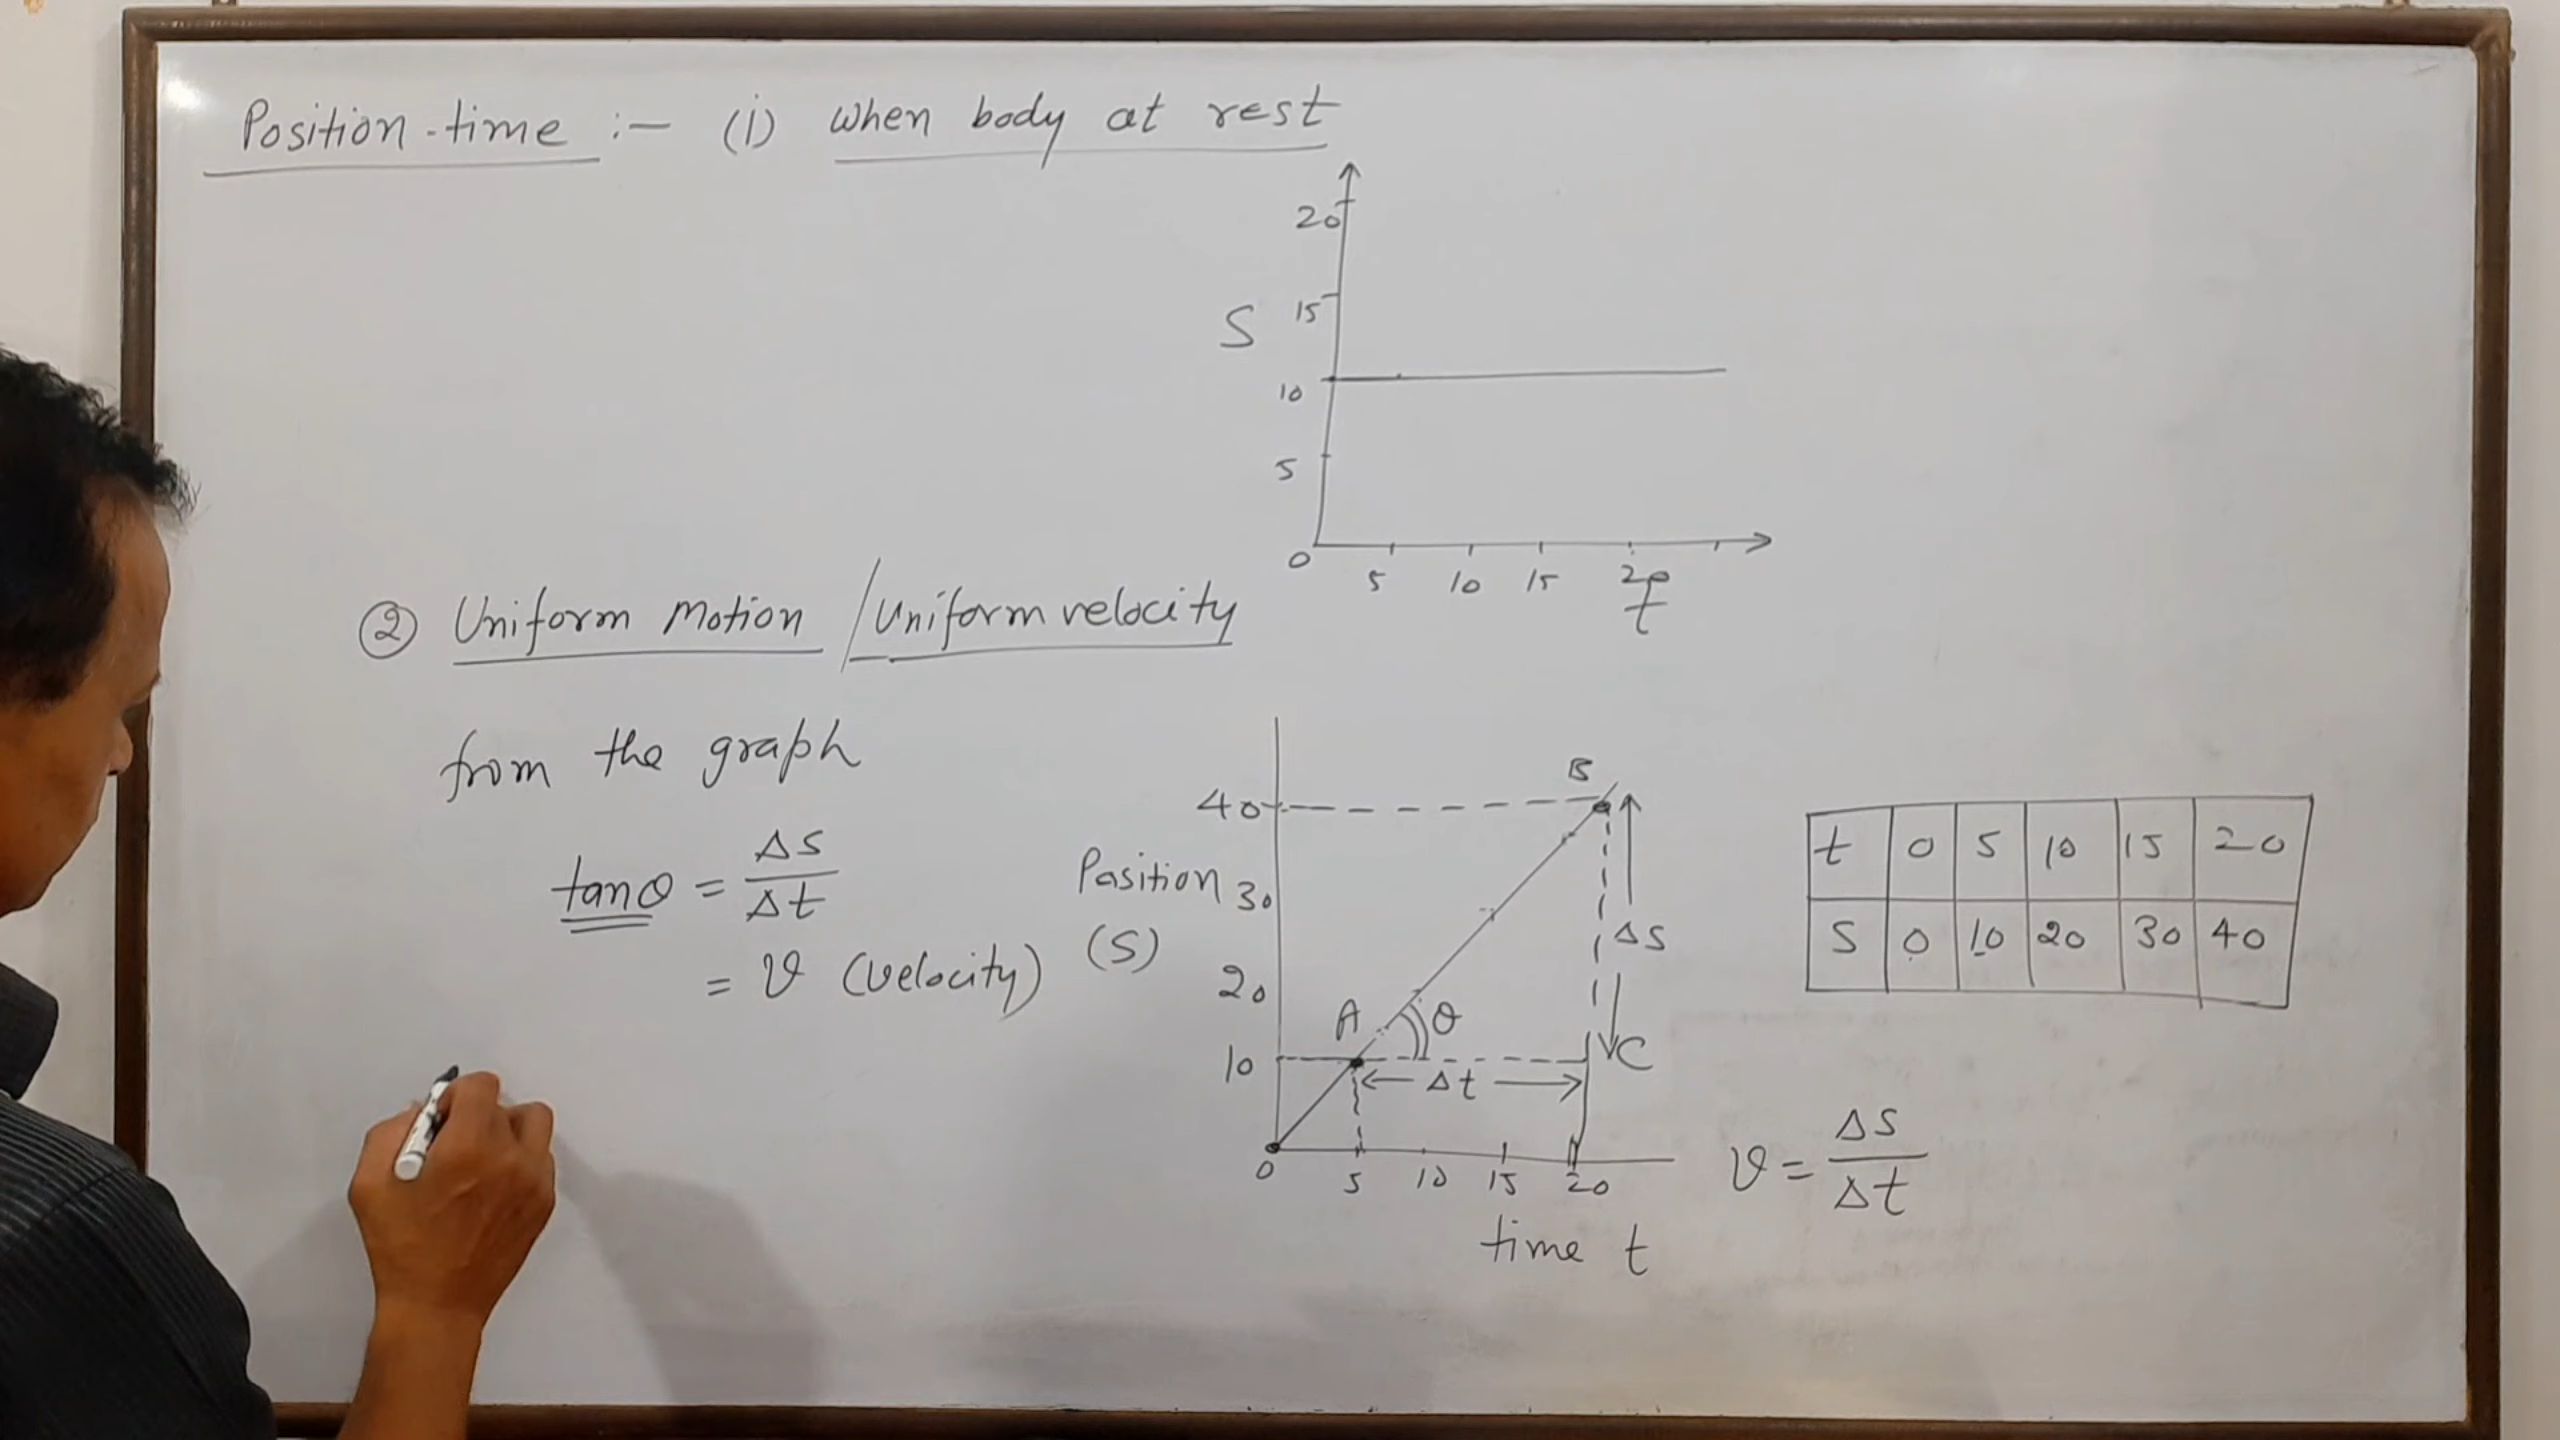 Position-time :- (i) when body at rest
20
15
S
10
5
0
5 10 15 20
t
② Uniform Motion / Uniform velocity
from the graph
tanθ = Δs/Δt
= v (velocity)
B
40
Position
30
(S)
ΔS
20
A
θ
10
C
Δt
0 5 10 15 20
time t
t 0 5 10 15 20
S 0 10 20 30 40
v = Δs/Δt